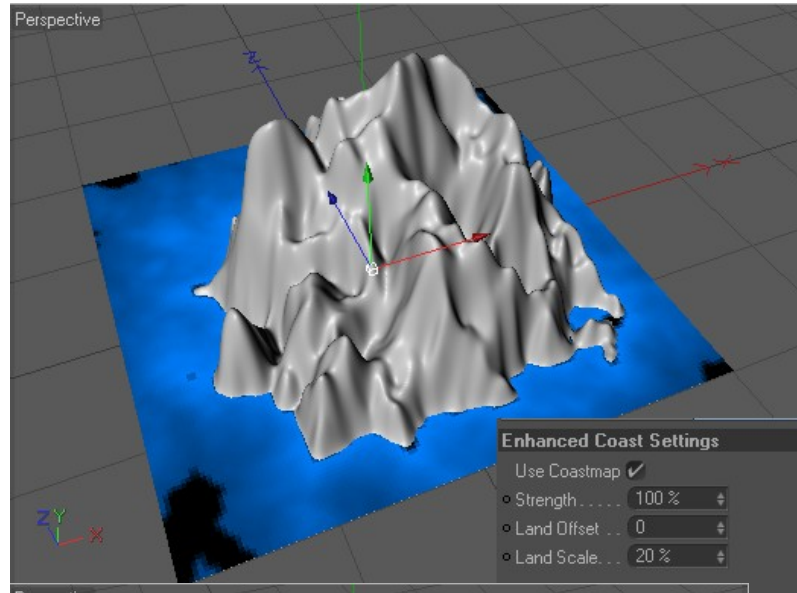 Perspective
Enhanced Coast Settings
Use Coastmap
Strength..... 100 %
Land Offset .. 0
Land Scale... 20 %
Z Y X